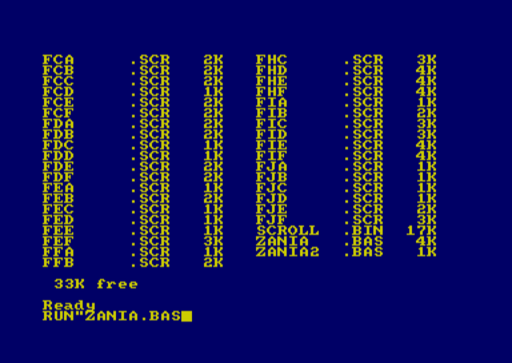 FCA .SCR 2K FHC .SCR 3K
FCB .SCR 2K FHD .SCR 4K
FCC .SCR 2K FHE .SCR 4K
FCD .SCR 1K FHF .SCR 4K
FCE .SCR 2K FIA .SCR 1K
FCF .SCR 2K FIB .SCR 2K
FDA .SCR 2K FIC .SCR 3K
FDB .SCR 2K FID .SCR 3K
FDC .SCR 1K FIE .SCR 4K
FDD .SCR 1K FIF .SCR 4K
FDE .SCR 2K FJA .SCR 1K
FDF .SCR 2K FJB .SCR 1K
FEA .SCR 1K FJC .SCR 1K
FEB .SCR 2K FJD .SCR 1K
FEC .SCR 1K FJE .SCR 2K
FED .SCR 1K FJF .SCR 3K
FEE .SCR 1K SCROLL .BIN 17K
FEF .SCR 3K ZANIA .BAS 4K
FFA .SCR 1K ZANIA2 .BAS 1K
FFB .SCR 2K
33K free
Ready
RUN"ZANIA.BAS